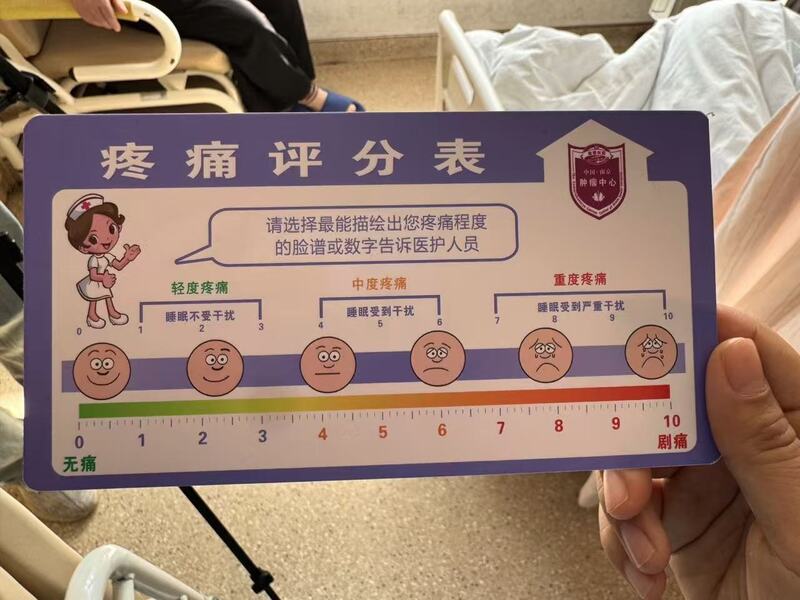 疼痛评分表
中国·南京
肿瘤中心
请选择最能描绘出您疼痛程度
的脸谱或数字告诉医护人员
轻度疼痛
中度疼痛
重度疼痛
睡眠不受干扰
睡眠受到干扰
睡眠受到严重干扰
0 1 2 3 4 5 6 7 8 9 10
0 1 2 3 4 5 6 7 8 9 10
无痛
剧痛